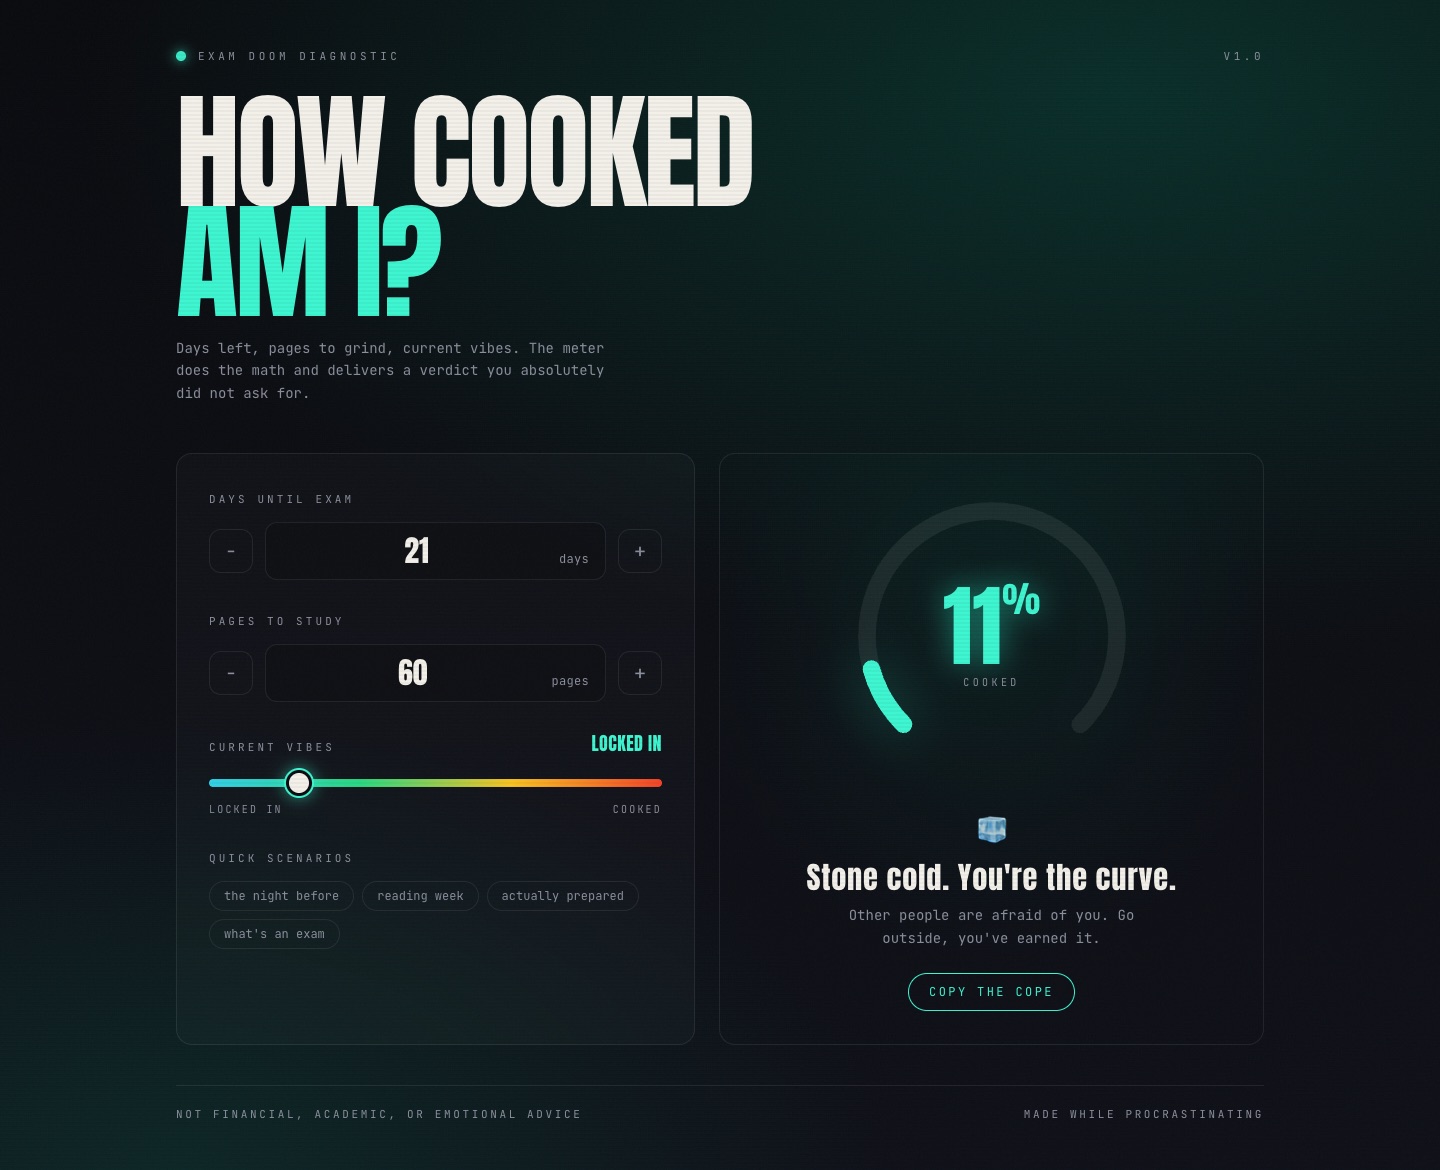 EXAM DOOM DIAGNOSTIC
V1.0
HOW COOKED
AM I?
Days left, pages to grind, current vibes. The meter
does the math and delivers a verdict you absolutely
did not ask for.
DAYS UNTIL EXAM
-
21
days
+
PAGES TO STUDY
-
60
pages
+
CURRENT VIBES
LOCKED IN
LOCKED IN
COOKED
QUICK SCENARIOS
the night before
reading week
actually prepared
what's an exam
11%
COOKED
Stone cold. You're the curve.
Other people are afraid of you. Go
outside, you've earned it.
COPY THE COPE
NOT FINANCIAL, ACADEMIC, OR EMOTIONAL ADVICE
MADE WHILE PROCRASTINATING